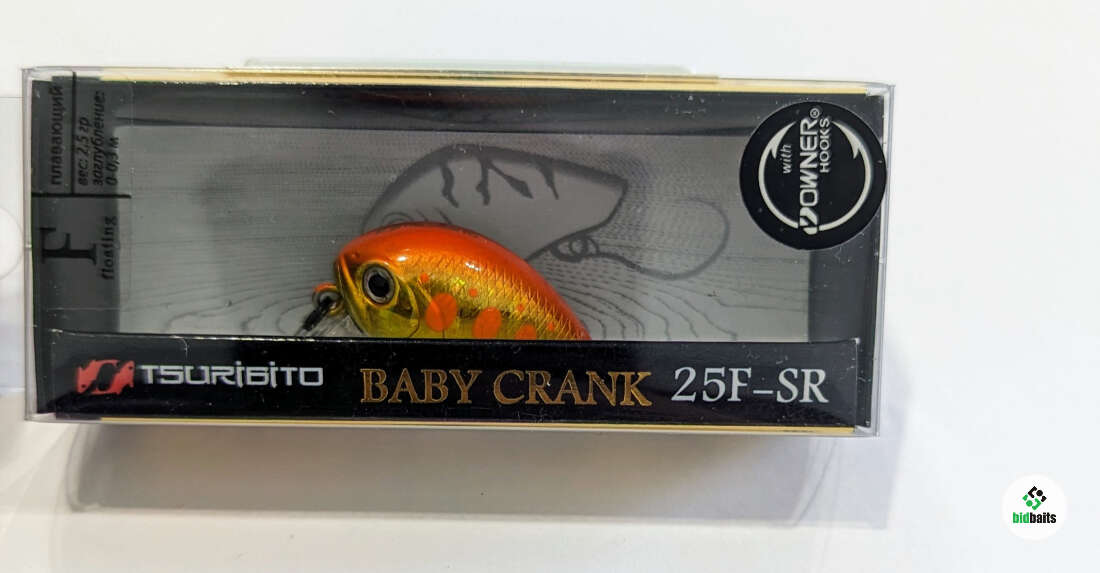 плавающий
вес: 2,5 гр
заглубление:
0-0,3 м
F
floating
with
OWNER®
HOOKS
TSURIBITO
BABY CRANK 25F-SR
bidbaits